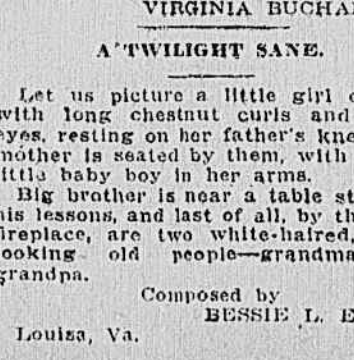 VIRGINIA BUCHA
A TWILIGHT SANE.
Let us picture a little girl
with long chestnut curls and
eyes, resting on her father's kne
mother is seated by them, with
little baby boy in her arms.
Big brother is near a table st
his lessons, and last of all, by th
fireplace, are two white-haired,
looking old people—grandma
grandpa.
Composed by
BESSIE L. E
Louisa, Va.